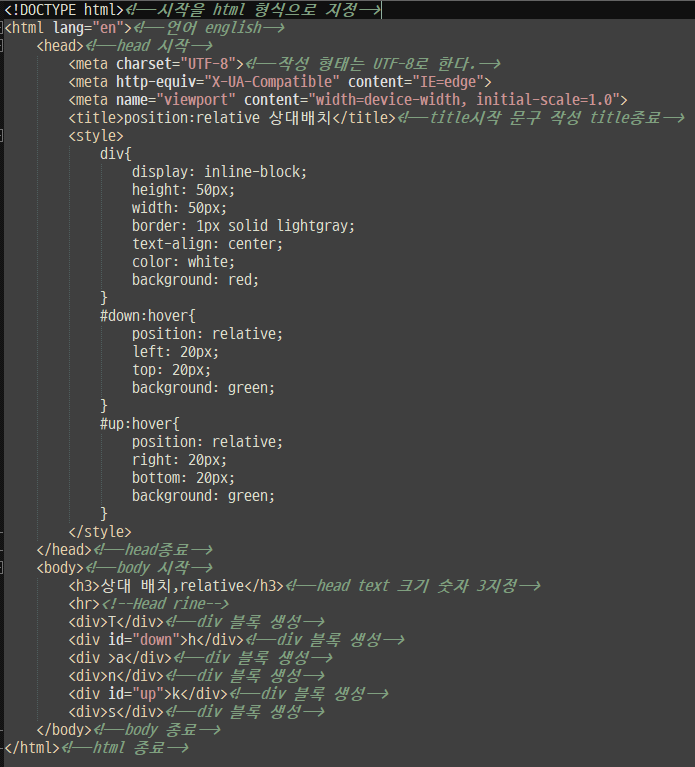 <!DOCTYPE html><!--시작을 html 형식으로 지정-->
<html lang="en"><!--언어 english-->
<head><!--head 시작-->
<meta charset="UTF-8"><!--작성 형테는 UTF-8로 한다.-->
<meta http-equiv="X-UA-Compatible" content="IE=edge">
<meta name="viewport" content="width=device-width, initial-scale=1.0">
<title>position:relative 상대배치</title><!--title시작 문구 작성 title종료-->
<style>
div{
display: inline-block;
height: 50px;
width: 50px;
border: 1px solid lightgray;
text-align: center;
color: white;
background: red;
}
#down:hover{
position: relative;
left: 20px;
top: 20px;
background: green;
}
#up:hover{
position: relative;
right: 20px;
bottom: 20px;
background: green;
}
</style>
</head><!--head종료-->
<body><!--body 시작-->
<h3>상대 배치,relative</h3><!--head text 크기 숫자 3지정-->
<hr><!--Head rine-->
<div>T</div><!--div 블록 생성-->
<div id="down">h</div><!--div 블록 생성-->
<div >a</div><!--div 블록 생성-->
<div>n</div><!--div 블록 생성-->
<div id="up">k</div><!--div 블록 생성-->
<div>s</div><!--div 블록 생성-->
</body><!--body 종료-->
</html><!--html 종료-->